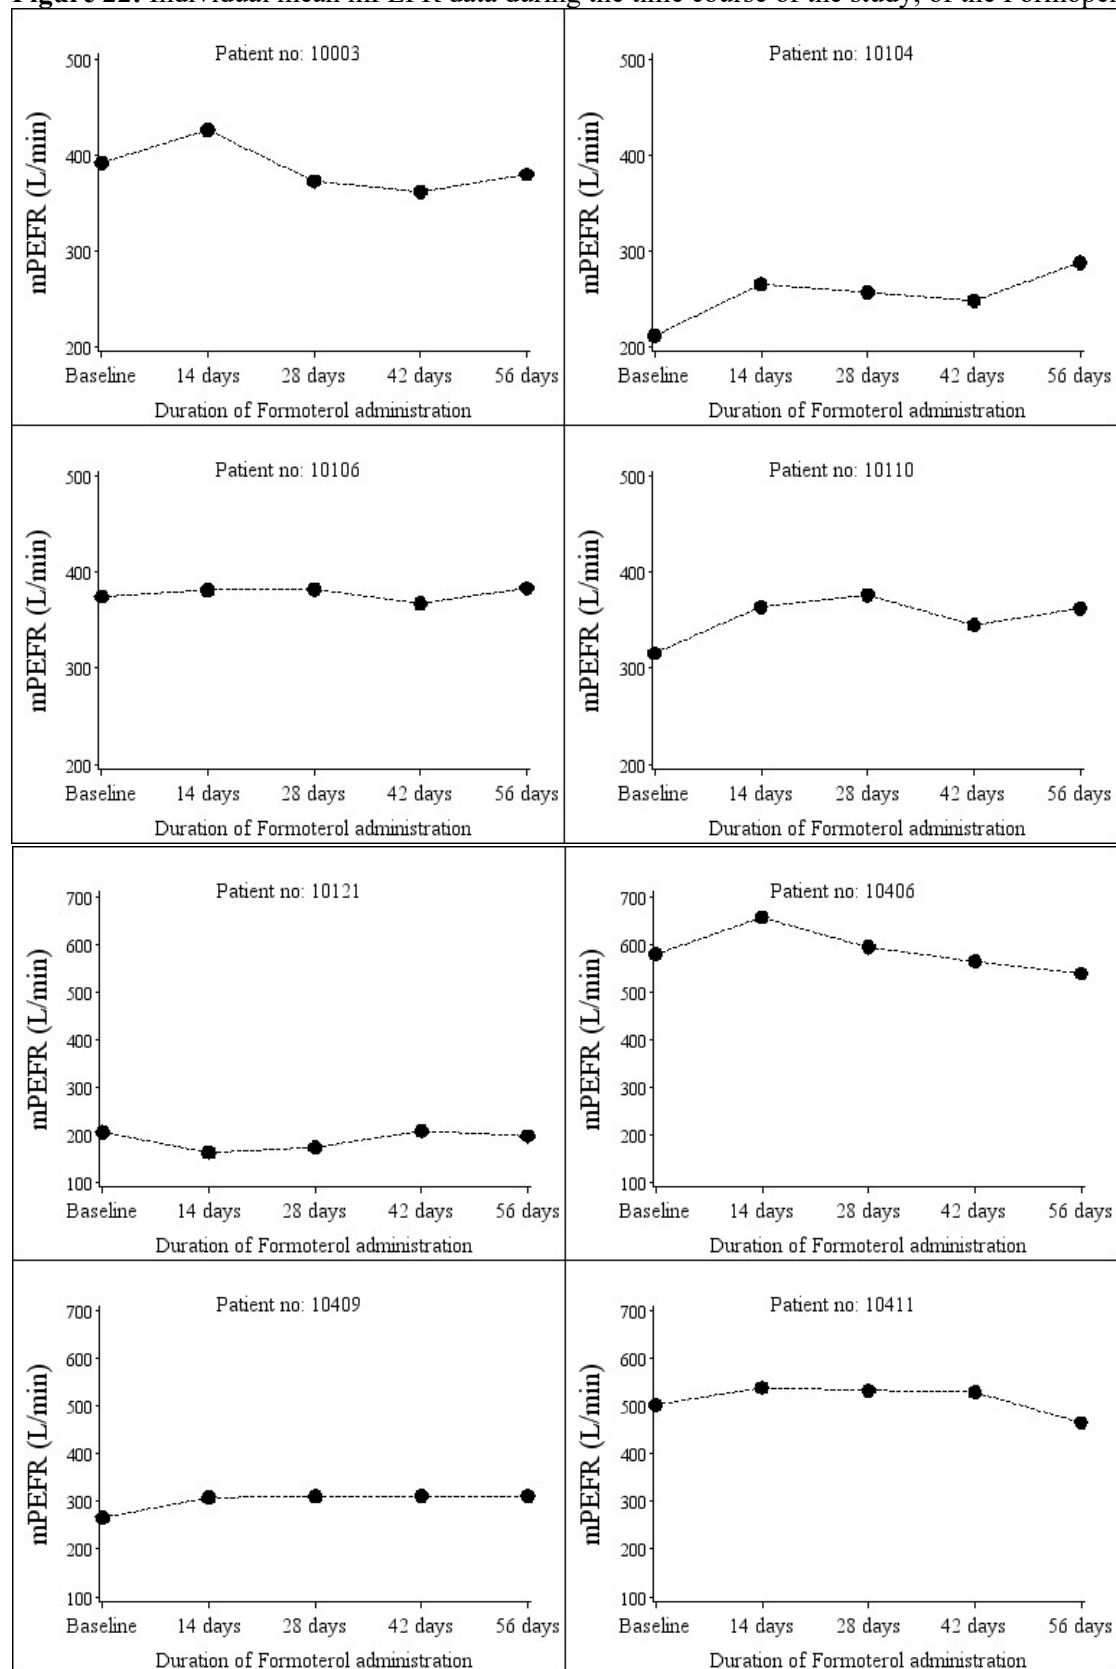 Figure 22: Individual mean mPEFR data during the time course of the study, of the
Patient no: 10003
500
400
300
200
mPEFR (L/min)
Baseline 14 days 28 days 42 days 56 days
Duration of Formoterol administration
Patient no: 10104
500
400
300
200
mPEFR (L/min)
Baseline 14 days 28 days 42 days 56 days
Duration of Formoterol administration
Patient no: 10106
500
400
300
200
mPEFR (L/min)
Baseline 14 days 28 days 42 days 56 days
Duration of Formoterol administration
Patient no: 10110
500
400
300
200
mPEFR (L/min)
Baseline 14 days 28 days 42 days 56 days
Duration of Formoterol administration
Patient no: 10121
700
600
500
400
300
200
100
mPEFR (L/min)
Baseline 14 days 28 days 42 days 56 days
Duration of Formoterol administration
Patient no: 10406
700
600
500
400
300
200
100
mPEFR (L/min)
Baseline 14 days 28 days 42 days 56 days
Duration of Formoterol administration
Patient no: 10409
700
600
500
400
300
200
100
mPEFR (L/min)
Baseline 14 days 28 days 42 days 56 days
Duration of Formoterol administration
Patient no: 10411
700
600
500
400
300
200
100
mPEFR (L/min)
Baseline 14 days 28 days 42 days 56 days
Duration of Formoterol administration